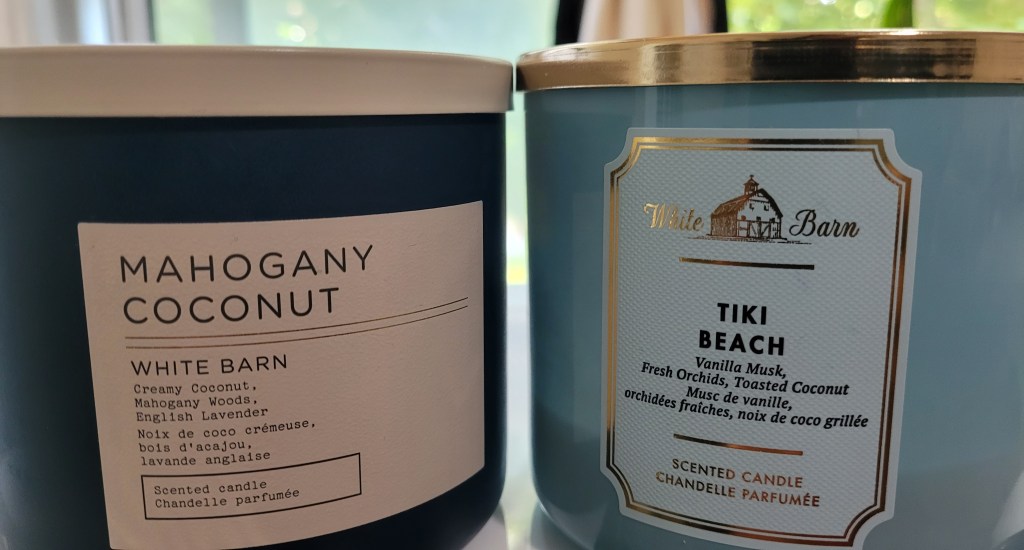 MAHOGANY
COCONUT
WHITE BARN
Creamy Coconut,
Mahogany Woods,
English Lavender
Noix de coco crémeuse,
bois d'acajou,
lavande anglaise
Scented candle
Chandelle parfumée
White Barn
TIKI
BEACH
Vanilla Musk,
Fresh Orchids, Toasted Coconut
Musc de vanille,
orchidées fraîches, noix de coco grillée
SCENTED CANDLE
CHANDELLE PARFUMÉE